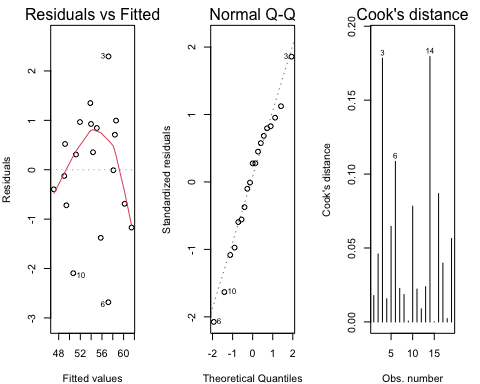 Residuals vs Fitted
Residuals
2
1
0
-1
-2
-3
3
10
6
48 52 56 60
Fitted values
Normal Q-Q
Standardized residuals
2
1
0
-1
-2
3
10
6
-2 -1 0 1 2
Theoretical Quantiles
Cook's distance
Cook's distance
0.20
0.15
0.10
0.05
0.00
3
14
6
5 10 15
Obs. number